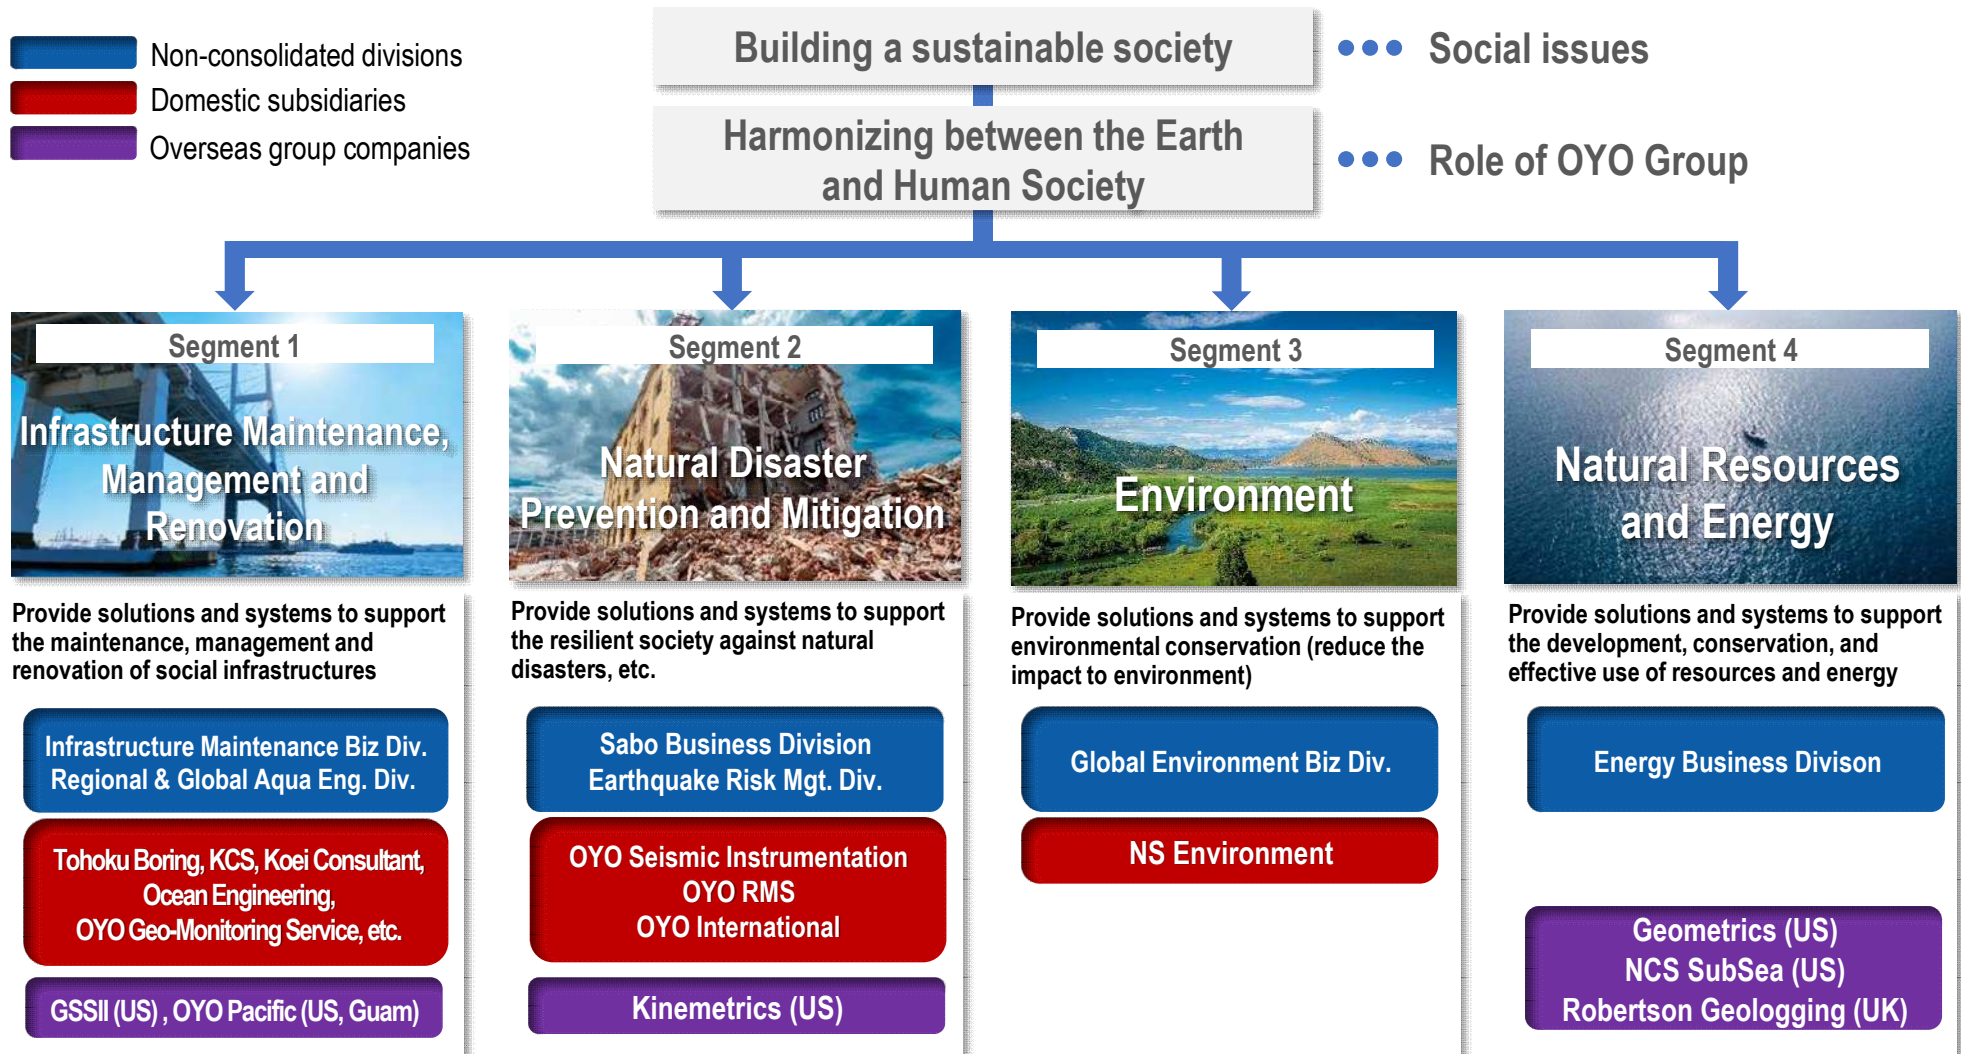 Non-consolidated divisions
Domestic subsidiaries
Overseas group companies
Building a sustainable society
Social issues
Harmonizing between the Earth
and Human Society
Role of OYO Group
Segment 1
Infrastructure Maintenance,
Management and
Renovation
Provide solutions and systems to support
the maintenance, management and
renovation of social infrastructures
Infrastructure Maintenance Biz Div.
Regional & Global Aqua Eng. Div.
Tohoku Boring, KCS, Koei Consultant,
Ocean Engineering,
OYO Geo-Monitoring Service, etc.
GSSII (US) , OYO Pacific (US, Guam)
Segment 2
Natural Disaster
Prevention and Mitigation
Provide solutions and systems to support
the resilient society against natural
disasters, etc.
Sabo Business Division
Earthquake Risk Mgt. Div.
OYO Seismic Instrumentation
OYO RMS
OYO International
Kinemetrics (US)
Segment 3
Environment
Provide solutions and systems to support
environmental conservation (reduce the
impact to environment)
Global Environment Biz Div.
NS Environment
Segment 4
Natural Resources
and Energy
Provide solutions and systems to support
the development, conservation, and
effective use of resources and energy
Energy Business Divison
Geometrics (US)
NCS SubSea (US)
Robertson Geologging (UK)